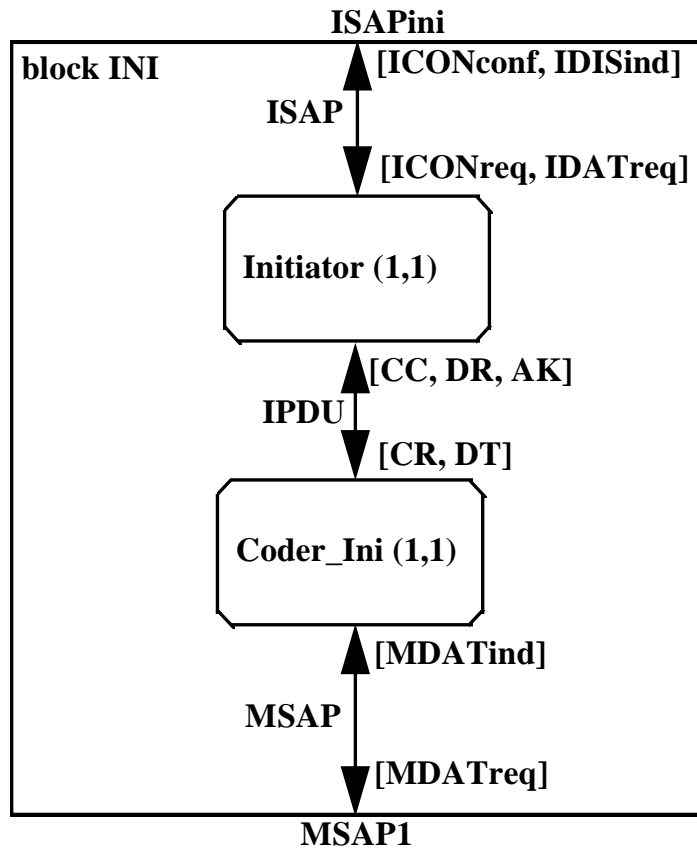 ISAPini
block INI
[ICONconf, IDISind]
ISAP
[ICONreq, IDATreq]
Initiator (1,1)
[CC, DR, AK]
IPDU
[CR, DT]
Coder_Ini (1,1)
[MDATind]
MSAP
[MDATreq]
MSAP1